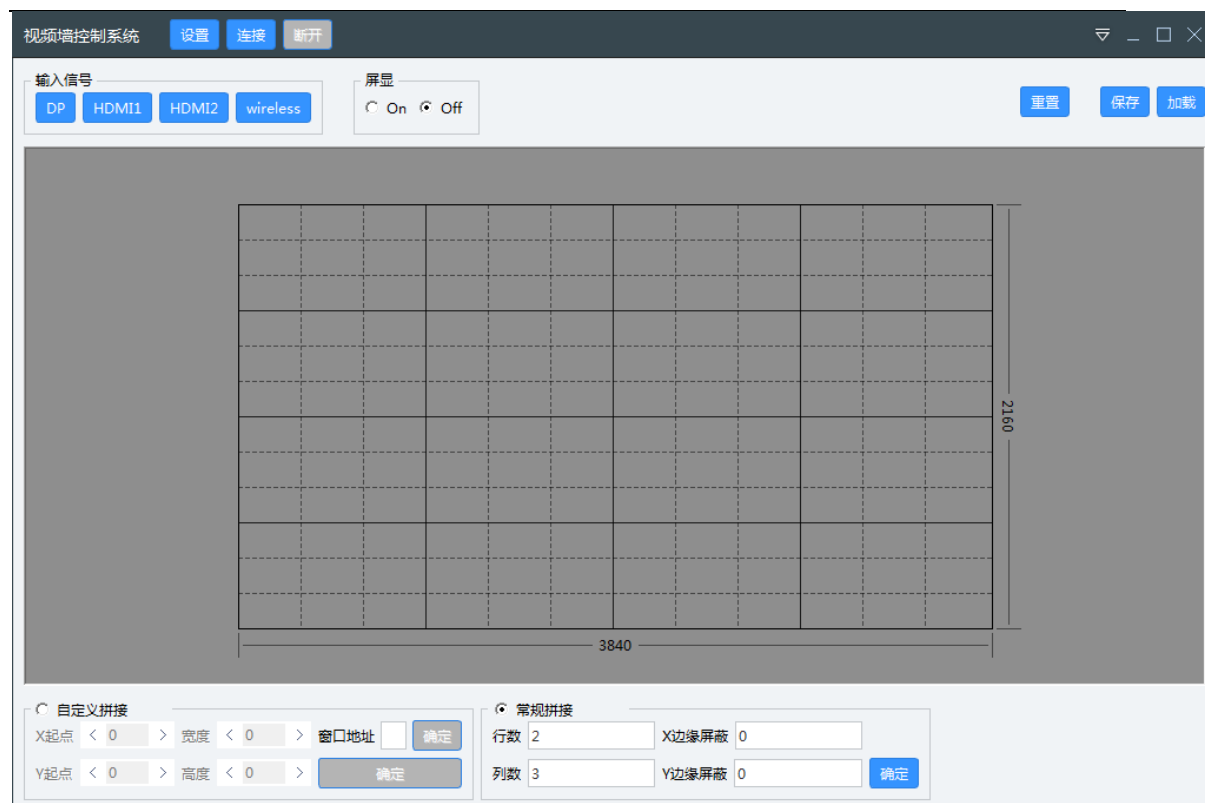 视频墙控制系统 设置 连接 断开
输入信号 屏显
DP HDMI1 HDMI2 wireless On Off 重置 保存 加载
2160
3840
自定义拼接 常规拼接
X起点 < 0 > 宽度 < 0 > 窗口地址 确定 行数 2 X边缘屏蔽 0
Y起点 < 0 > 高度 < 0 > 确定 列数 3 Y边缘屏蔽 0 确定